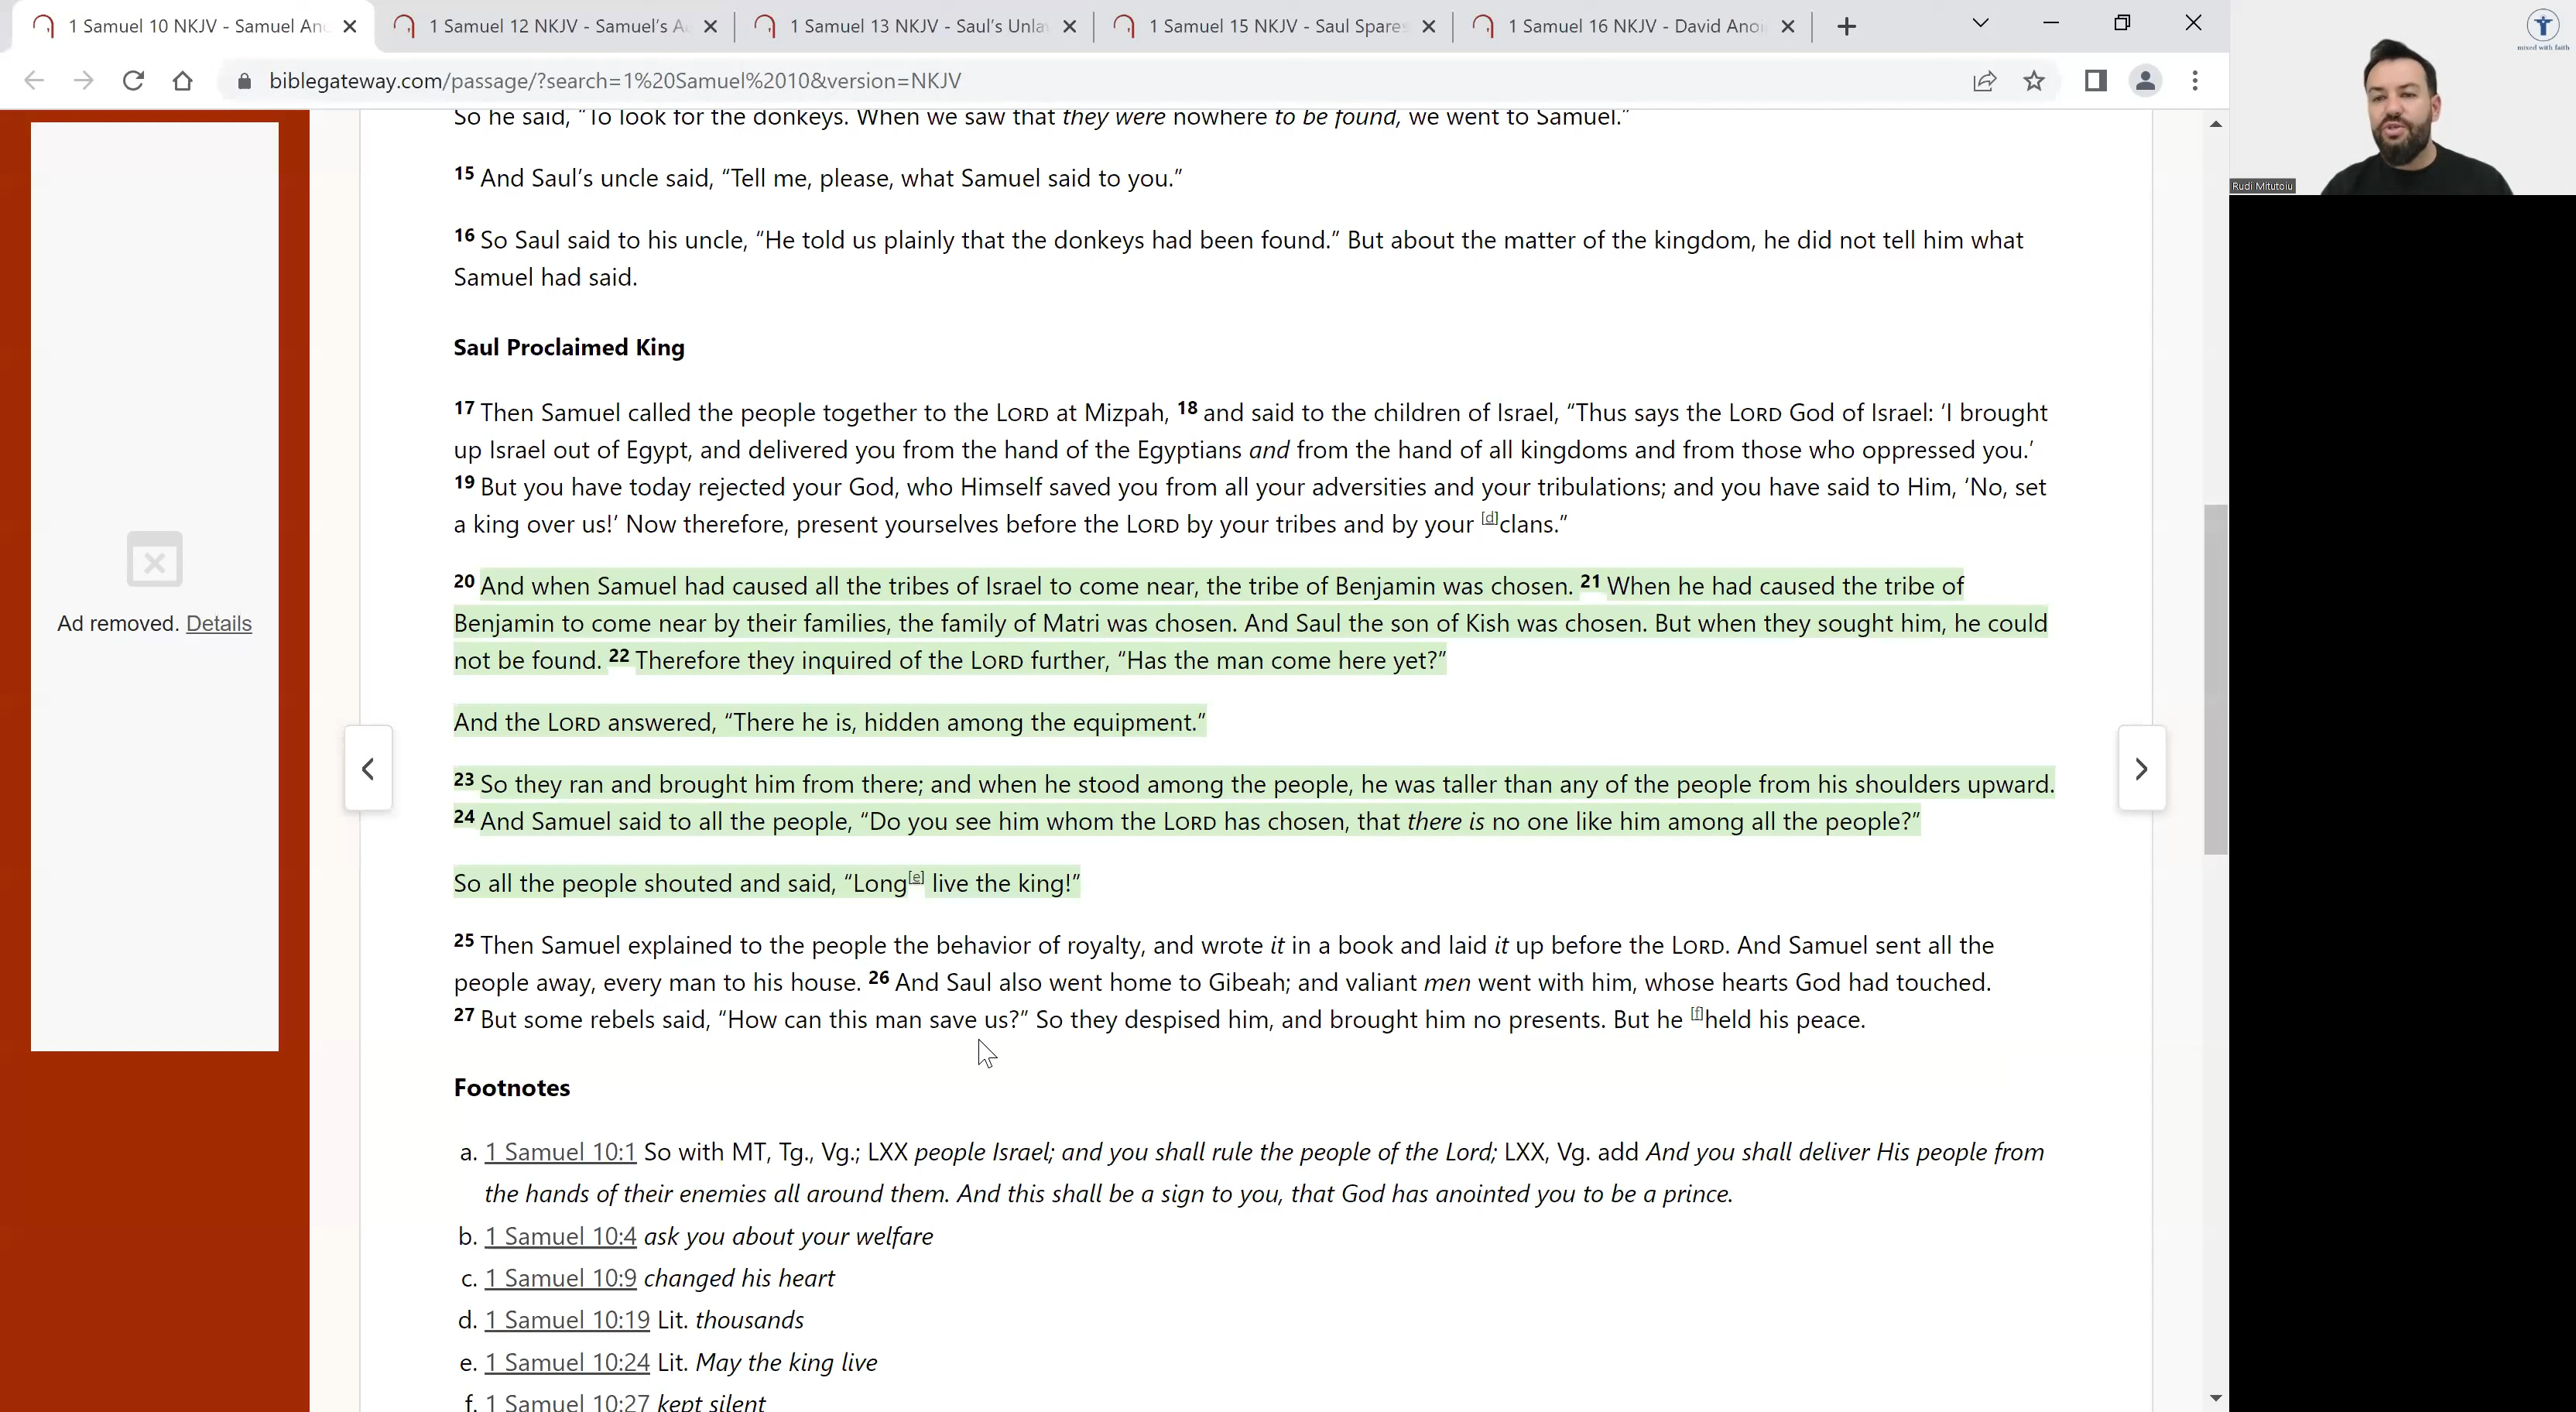 1 Samuel 10 NKJV - Samuel Ano
1 Samuel 12 NKJV - Samuel’s A
1 Samuel 13 NKJV - Saul’s Unla
1 Samuel 15 NKJV - Saul Spares
1 Samuel 16 NKJV - David Anoi
mixed with faith
biblegateway.com/passage/?search=1%20Samuel%2010&version=NKJV
So he said, “To look for the donkeys. When we saw that they were nowhere to be found, we went to Samuel.”
15 And Saul’s uncle said, “Tell me, please, what Samuel said to you.”
Rudi Mitutoiu
16 So Saul said to his uncle, “He told us plainly that the donkeys had been found.” But about the matter of the kingdom, he did not tell him what
Samuel had said.
Saul Proclaimed King
17 Then Samuel called the people together to the LORD at Mizpah, 18 and said to the children of Israel, “Thus says the LORD God of Israel: ‘I brought
up Israel out of Egypt, and delivered you from the hand of the Egyptians and from the hand of all kingdoms and from those who oppressed you.’
19 But you have today rejected your God, who Himself saved you from all your adversities and your tribulations; and you have said to Him, ‘No, set
a king over us!’ Now therefore, present yourselves before the LORD by your tribes and by your [d]clans.”
20 And when Samuel had caused all the tribes of Israel to come near, the tribe of Benjamin was chosen. 21 When he had caused the tribe of
Benjamin to come near by their families, the family of Matri was chosen. And Saul the son of Kish was chosen. But when they sought him, he could
not be found. 22 Therefore they inquired of the LORD further, “Has the man come here yet?”
Ad removed. Details
And the LORD answered, “There he is, hidden among the equipment.”
23 So they ran and brought him from there; and when he stood among the people, he was taller than any of the people from his shoulders upward.
24 And Samuel said to all the people, “Do you see him whom the LORD has chosen, that there is no one like him among all the people?”
So all the people shouted and said, “Long[e] live the king!”
25 Then Samuel explained to the people the behavior of royalty, and wrote it in a book and laid it up before the LORD. And Samuel sent all the
people away, every man to his house. 26 And Saul also went home to Gibeah; and valiant men went with him, whose hearts God had touched.
27 But some rebels said, “How can this man save us?” So they despised him, and brought him no presents. But he [f]held his peace.
Footnotes
a. 1 Samuel 10:1 So with MT, Tg., Vg.; LXX people Israel; and you shall rule the people of the Lord; LXX, Vg. add And you shall deliver His people from
the hands of their enemies all around them. And this shall be a sign to you, that God has anointed you to be a prince.
b. 1 Samuel 10:4 ask you about your welfare
c. 1 Samuel 10:9 changed his heart
d. 1 Samuel 10:19 Lit. thousands
e. 1 Samuel 10:24 Lit. May the king live
f. 1 Samuel 10:27 kept silent